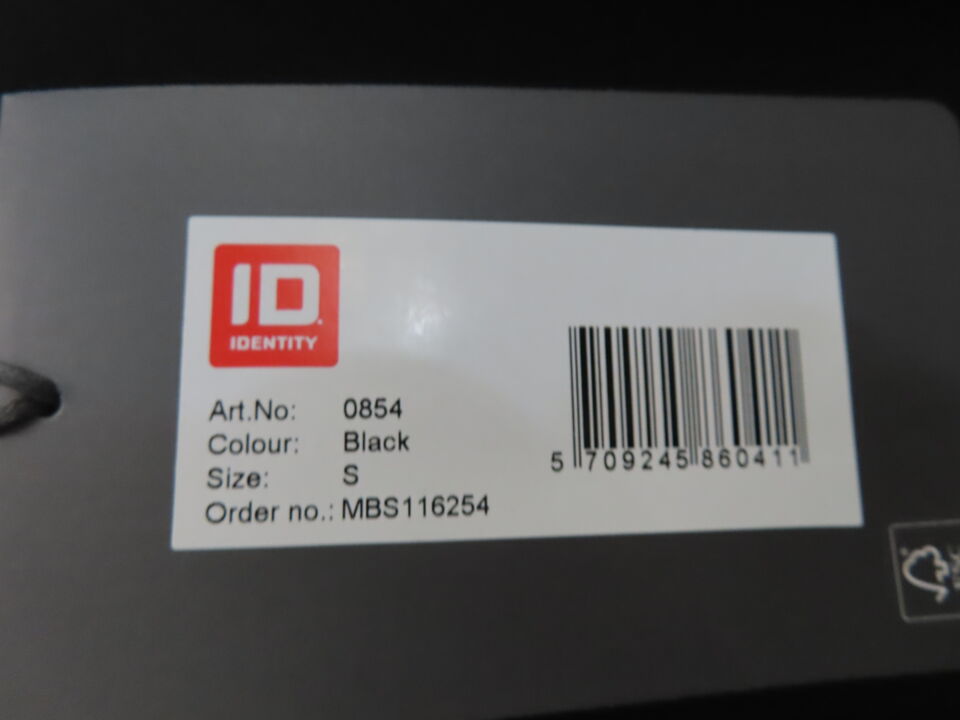 ID
IDENTITY
Art.No: 0854
Colour: Black
Size: S
Order no.: MBS116254
5 709245 860411